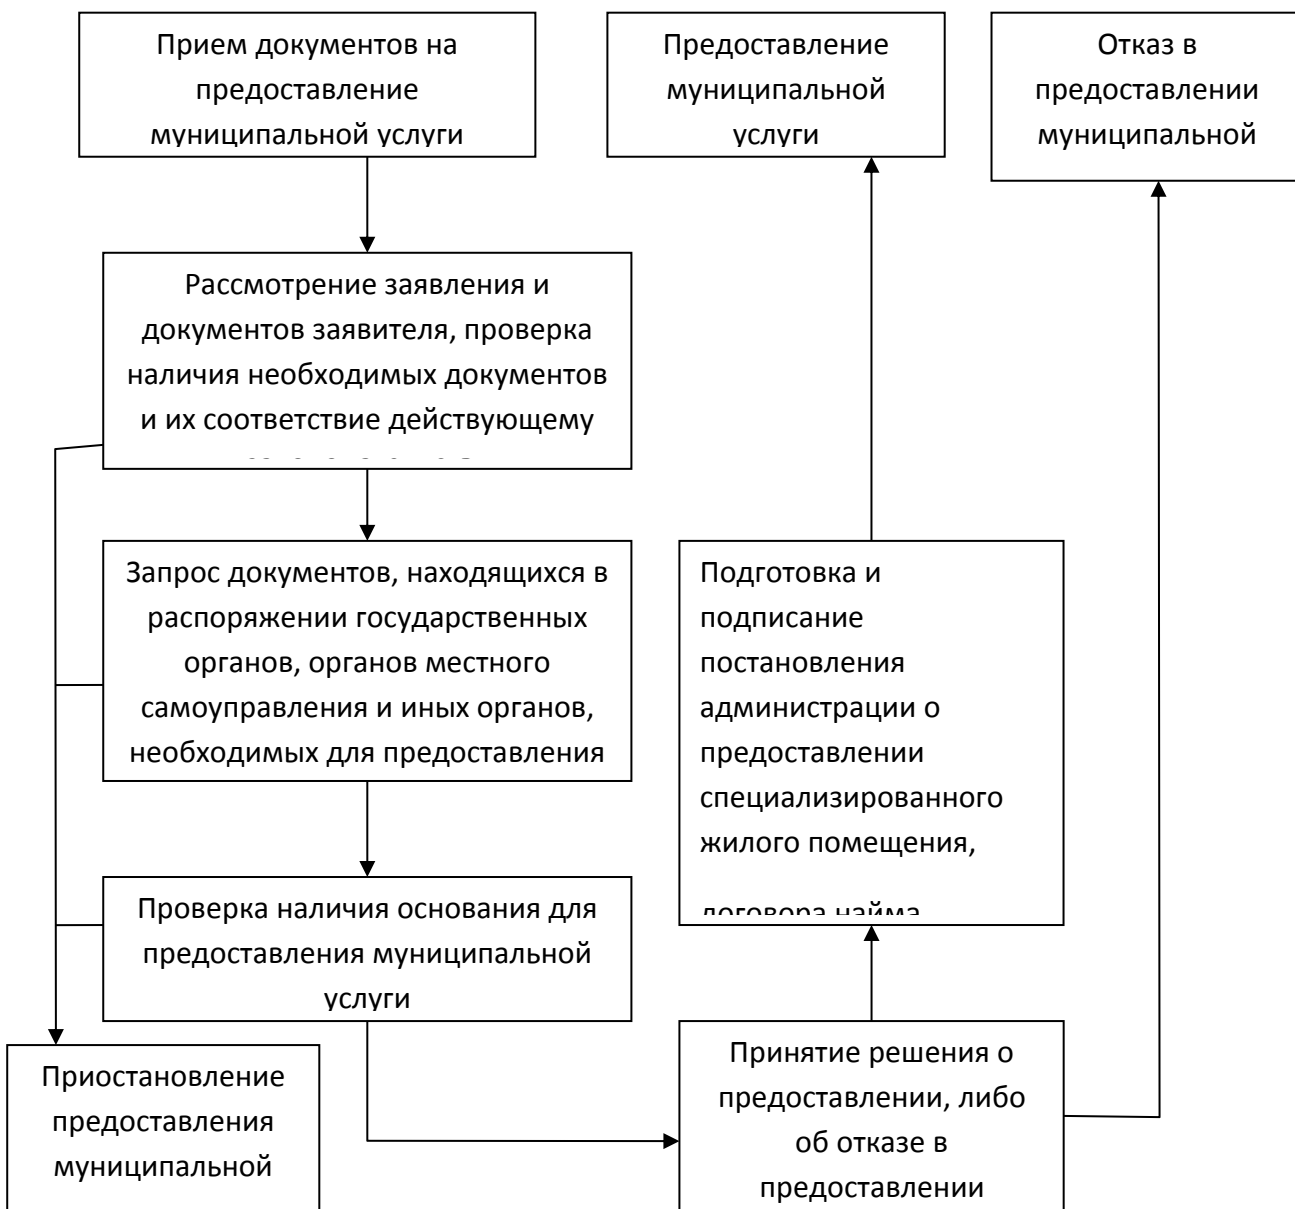 Прием документов на
предоставление
муниципальной услуги
Предоставление
муниципальной
услуги
Отказ в
предоставлении
муниципальной
Рассмотрение заявления и
документов заявителя, проверка
наличия необходимых документов
и их соответствие действующему
Запрос документов, находящихся в
распоряжении государственных
органов, органов местного
самоуправления и иных органов,
необходимых для предоставления
Подготовка и
подписание
постановления
администрации о
предоставлении
специализированного
жилого помещения,
договора найма
Проверка наличия основания для
предоставления муниципальной
услуги
Приостановление
предоставления
муниципальной
Принятие решения о
предоставлении, либо
об отказе в
предоставлении